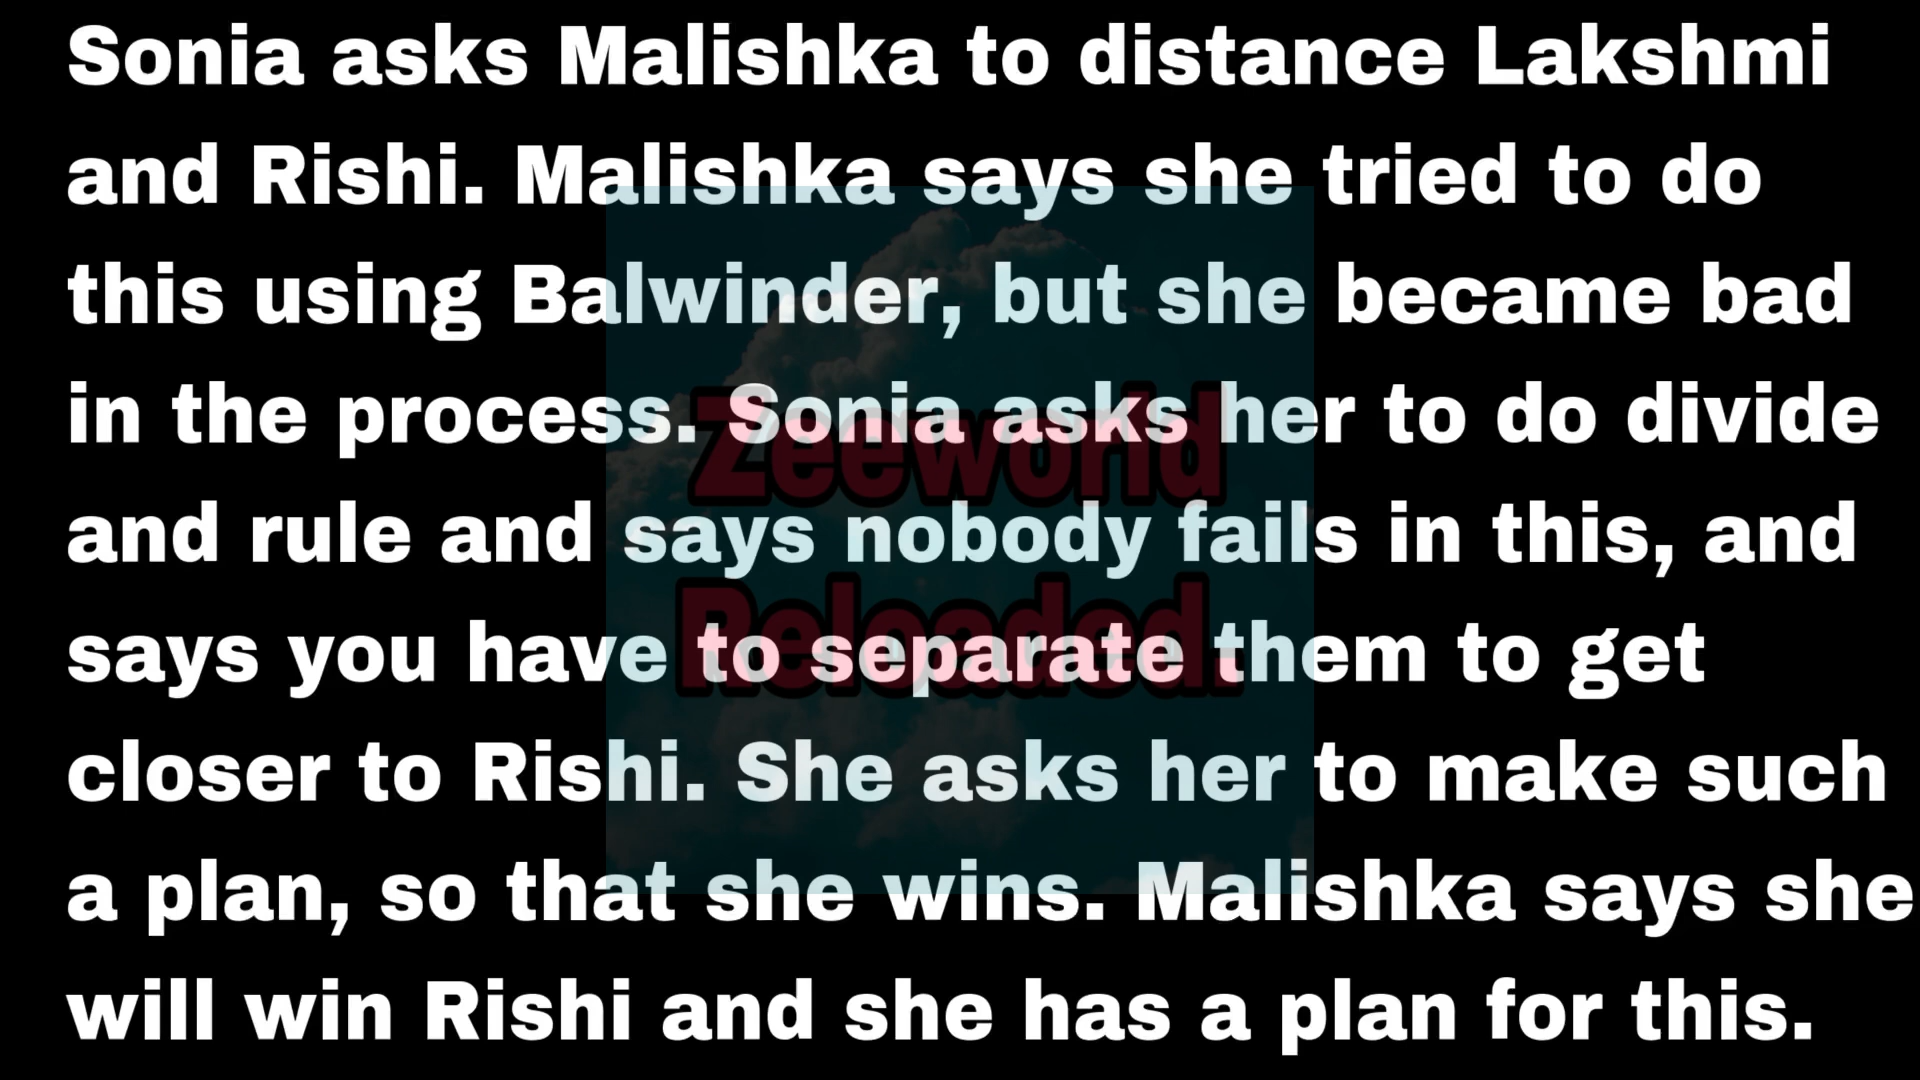 Sonia asks Malishka to distance Lakshmi
and Rishi. Malishka says she tried to do
this using Balwinder, but she became bad
in the process. Sonia asks her to do divide
and rule and says nobody fails in this, and
says you have to separate them to get
closer to Rishi. She asks her to make such
a plan, so that she wins. Malishka says she
will win Rishi and she has a plan for this.
Zeeworld
Reloaded.